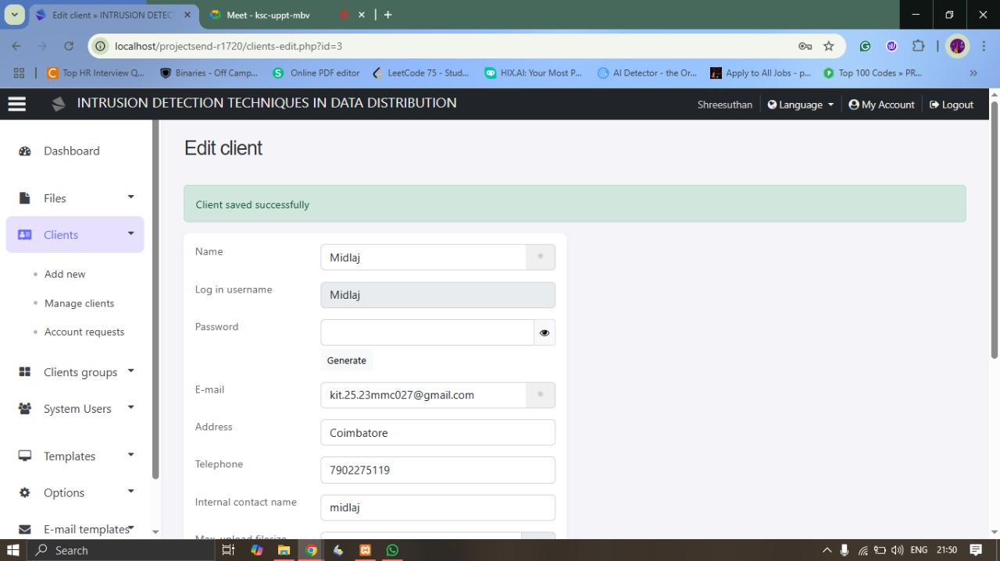 Edit client » INTRUSION DETEC
Meet - ksc-uppt-mbv
localhost/projectsend-r1720/clients-edit.php?id=3
Top HR Interview Q...
Binaries - Off Camp...
Online PDF editor
LeetCode 75 - Stud...
HIX.AI: Your Most P...
AI Detector - the Or...
Apply to All Jobs - p...
Top 100 Codes » PR...
INTRUSION DETECTION TECHNIQUES IN DATA DISTRIBUTION
Shreesuthan
Language
My Account
Logout
Dashboard
Files
Clients
Add new
Manage clients
Account requests
Clients groups
System Users
Templates
Options
E-mail templates
Edit client
Client saved successfully
Name
Midlaj
*
Log in username
Midlaj
Password
Generate
E-mail
kit.25.23mmc027@gmail.com
*
Address
Coimbatore
Telephone
7902275119
Internal contact name
midlaj
Max. upload filesize
Search
ENG
21:50